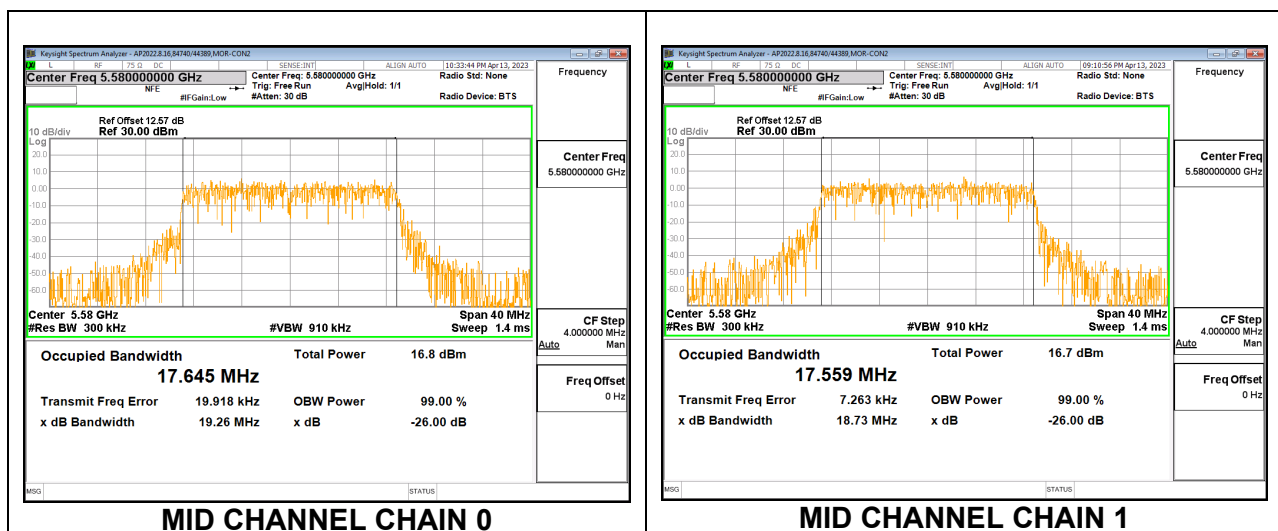 Keysight Spectrum Analyzer - AP2022.8.16,84740/44389,MOR-CON2
L RF 75 Ω DC SENSE:INT ALIGN AUTO 10:33:44 PM Apr 13, 2023
Center Freq 5.580000000 GHz Center Freq: 5.580000000 GHz Radio Std: None
NFE Trig: Free Run Avg|Hold: 1/1
#IFGain:Low #Atten: 30 dB Radio Device: BTS
Ref Offset 12.57 dB
10 dB/div Ref 30.00 dBm
Log
20.0
10.0
0.00
-10.0
-20.0
-30.0
-40.0
-50.0
-60.0
Center 5.58 GHz Span 40 MHz
#Res BW 300 kHz #VBW 910 kHz Sweep 1.4 ms
Occupied Bandwidth Total Power 16.8 dBm
17.645 MHz
Transmit Freq Error 19.918 kHz OBW Power 99.00 %
x dB Bandwidth 19.26 MHz x dB -26.00 dB
MSG STATUS
Frequency
Center Freq
5.580000000 GHz
CF Step
4.000000 MHz
Auto Man
Freq Offset
0 Hz
MID CHANNEL CHAIN 0
Keysight Spectrum Analyzer - AP2022.8.16,84740/44389,MOR-CON2
L RF 75 Ω DC SENSE:INT ALIGN AUTO 09:10:56 PM Apr 13, 2023
Center Freq 5.580000000 GHz Center Freq: 5.580000000 GHz Radio Std: None
NFE Trig: Free Run Avg|Hold: 1/1
#IFGain:Low #Atten: 30 dB Radio Device: BTS
Ref Offset 12.57 dB
10 dB/div Ref 30.00 dBm
Log
20.0
10.0
0.00
-10.0
-20.0
-30.0
-40.0
-50.0
-60.0
Center 5.58 GHz Span 40 MHz
#Res BW 300 kHz #VBW 910 kHz Sweep 1.4 ms
Occupied Bandwidth Total Power 16.7 dBm
17.559 MHz
Transmit Freq Error 7.263 kHz OBW Power 99.00 %
x dB Bandwidth 18.73 MHz x dB -26.00 dB
MSG STATUS
Frequency
Center Freq
5.580000000 GHz
CF Step
4.000000 MHz
Auto Man
Freq Offset
0 Hz
MID CHANNEL CHAIN 1